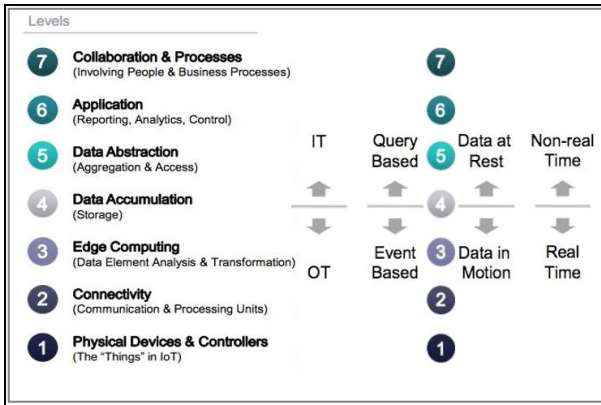 Levels
7 Collaboration & Processes
(Involving People & Business Processes)
6 Application
(Reporting, Analytics, Control)
5 Data Abstraction
(Aggregation & Access)
4 Data Accumulation
(Storage)
3 Edge Computing
(Data Element Analysis & Transformation)
2 Connectivity
(Communication & Processing Units)
1 Physical Devices & Controllers
(The “Things” in IoT)
7
6
IT Query 5 Data at Non-real
Based Rest Time
4
OT Event 3 Data in Real
Based Motion Time
2
1